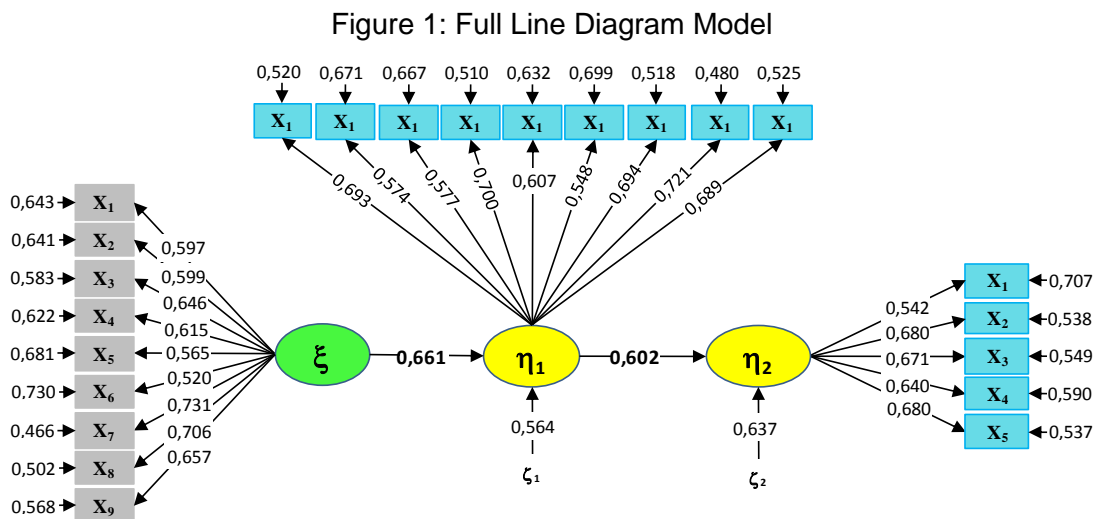 Figure 1: Full Line Diagram Model
0,520 0,671 0,667 0,510 0,632 0,699 0,518 0,480 0,525
X₁ X₁ X₁ X₁ X₁ X₁ X₁ X₁ X₁
0,693 0,574 0,577 0,700 0,607 0,548 0,694 0,721 0,689
0,643 X₁ 0,597
0,641 X₂ 0,599
0,583 X₃ 0,646
0,622 X₄ 0,615
0,681 X₅ 0,565
0,730 X₆ 0,520
0,466 X₇ 0,731
0,502 X₈ 0,706
0,568 X₉ 0,657
ξ 0,661 η₁ 0,602 η₂
0,564 0,637
ζ₁ ζ₂
0,542 X₁ 0,707
0,680 X₂ 0,538
0,671 X₃ 0,549
0,640 X₄ 0,590
0,680 X₅ 0,537